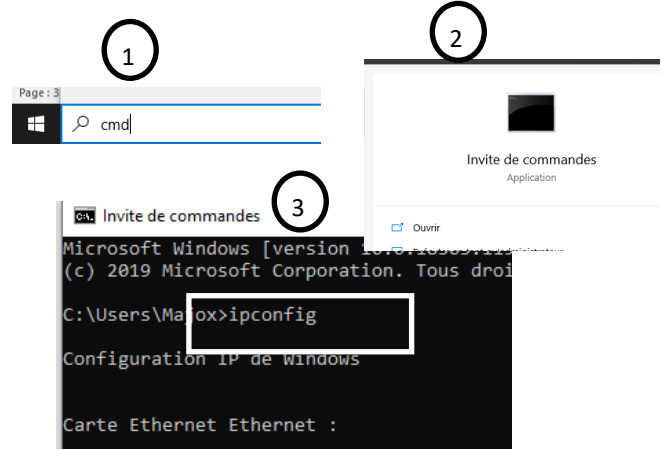 1
Page : 3
cmd
2
Invite de commandes
Application
Ouvrir
3
Invite de commandes
Microsoft Windows [version
(c) 2019 Microsoft Corporation. Tous droi
C:\Users\Majox>ipconfig
Configuration IP de Windows
Carte Ethernet Ethernet :